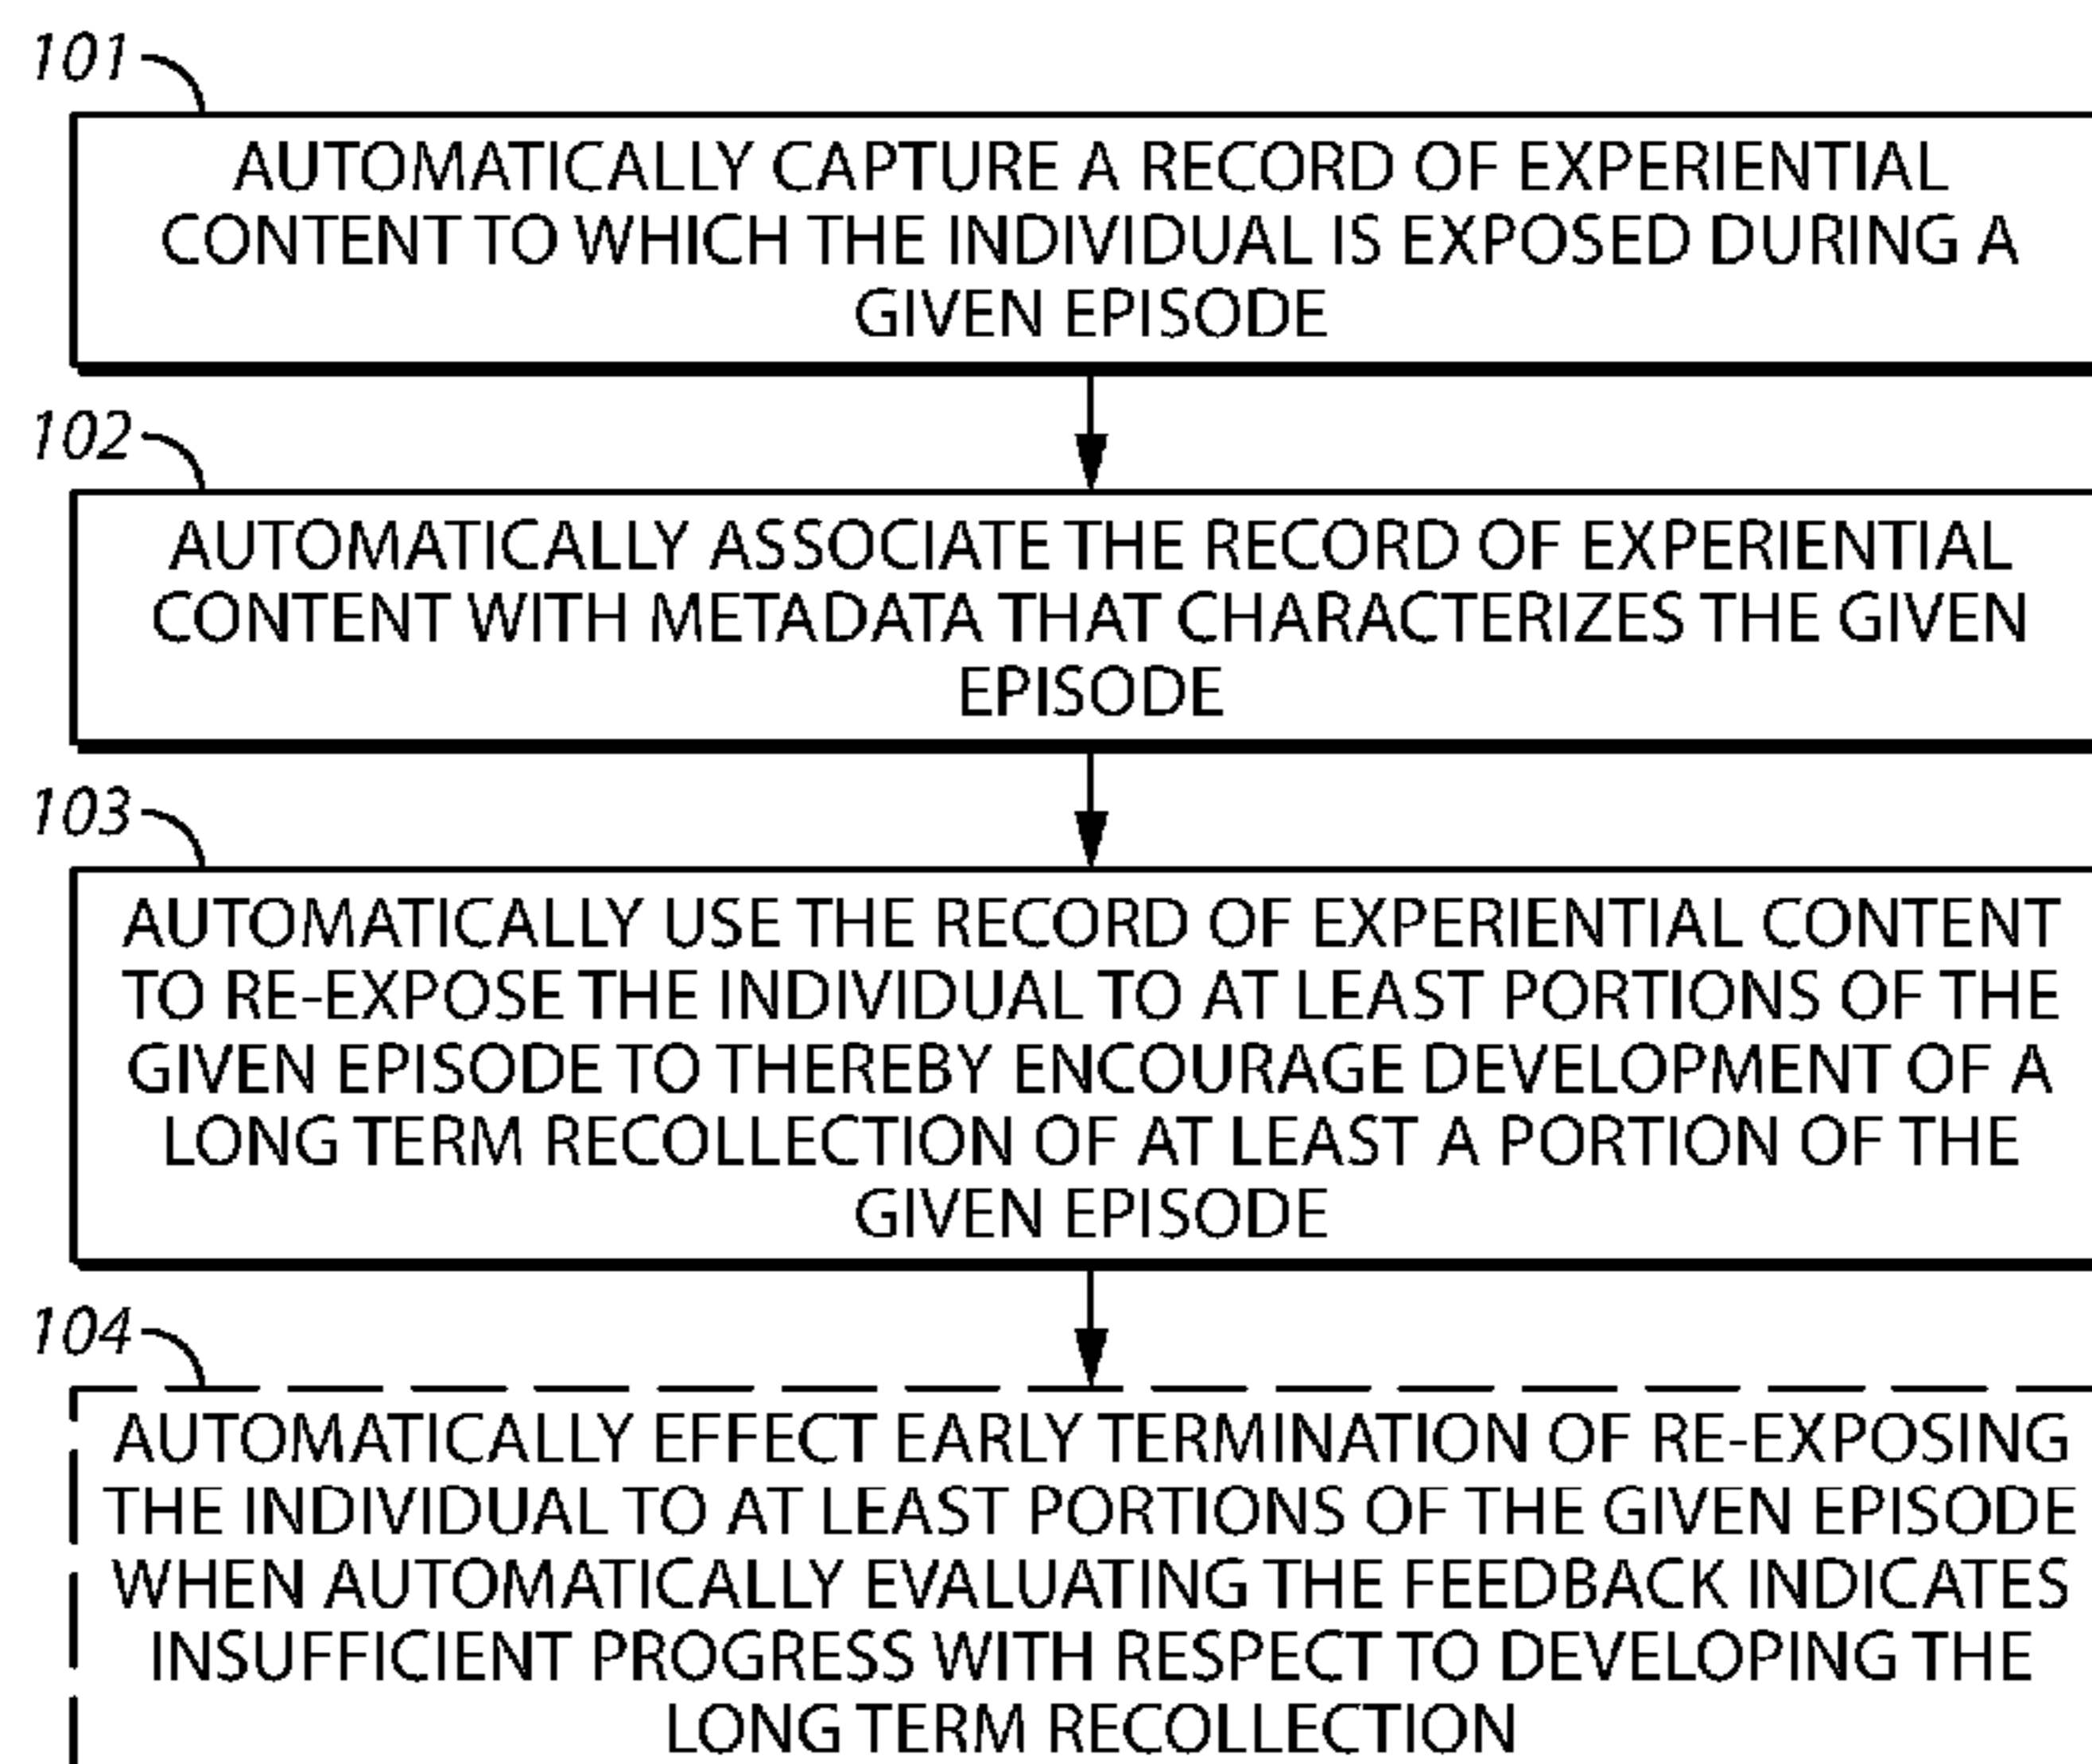 101
AUTOMATICALLY CAPTURE A RECORD OF EXPERIENTIAL
CONTENT TO WHICH THE INDIVIDUAL IS EXPOSED DURING A
GIVEN EPISODE
102
AUTOMATICALLY ASSOCIATE THE RECORD OF EXPERIENTIAL
CONTENT WITH METADATA THAT CHARACTERIZES THE GIVEN
EPISODE
103
AUTOMATICALLY USE THE RECORD OF EXPERIENTIAL CONTENT
TO RE-EXPOSE THE INDIVIDUAL TO AT LEAST PORTIONS OF THE
GIVEN EPISODE TO THEREBY ENCOURAGE DEVELOPMENT OF A
LONG TERM RECOLLECTION OF AT LEAST A PORTION OF THE
GIVEN EPISODE
104
AUTOMATICALLY EFFECT EARLY TERMINATION OF RE-EXPOSING
THE INDIVIDUAL TO AT LEAST PORTIONS OF THE GIVEN EPISODE
WHEN AUTOMATICALLY EVALUATING THE FEEDBACK INDICATES
INSUFFICIENT PROGRESS WITH RESPECT TO DEVELOPING THE
LONG TERM RECOLLECTION